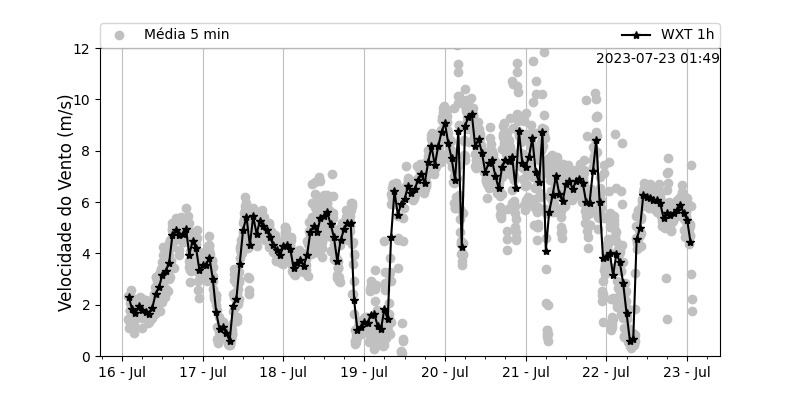 Média 5 min
WXT 1h
2023-07-23 01:49
Velocidade do Vento (m/s)
12
10
8
6
4
2
0
16 - Jul
17 - Jul
18 - Jul
19 - Jul
20 - Jul
21 - Jul
22 - Jul
23 - Jul